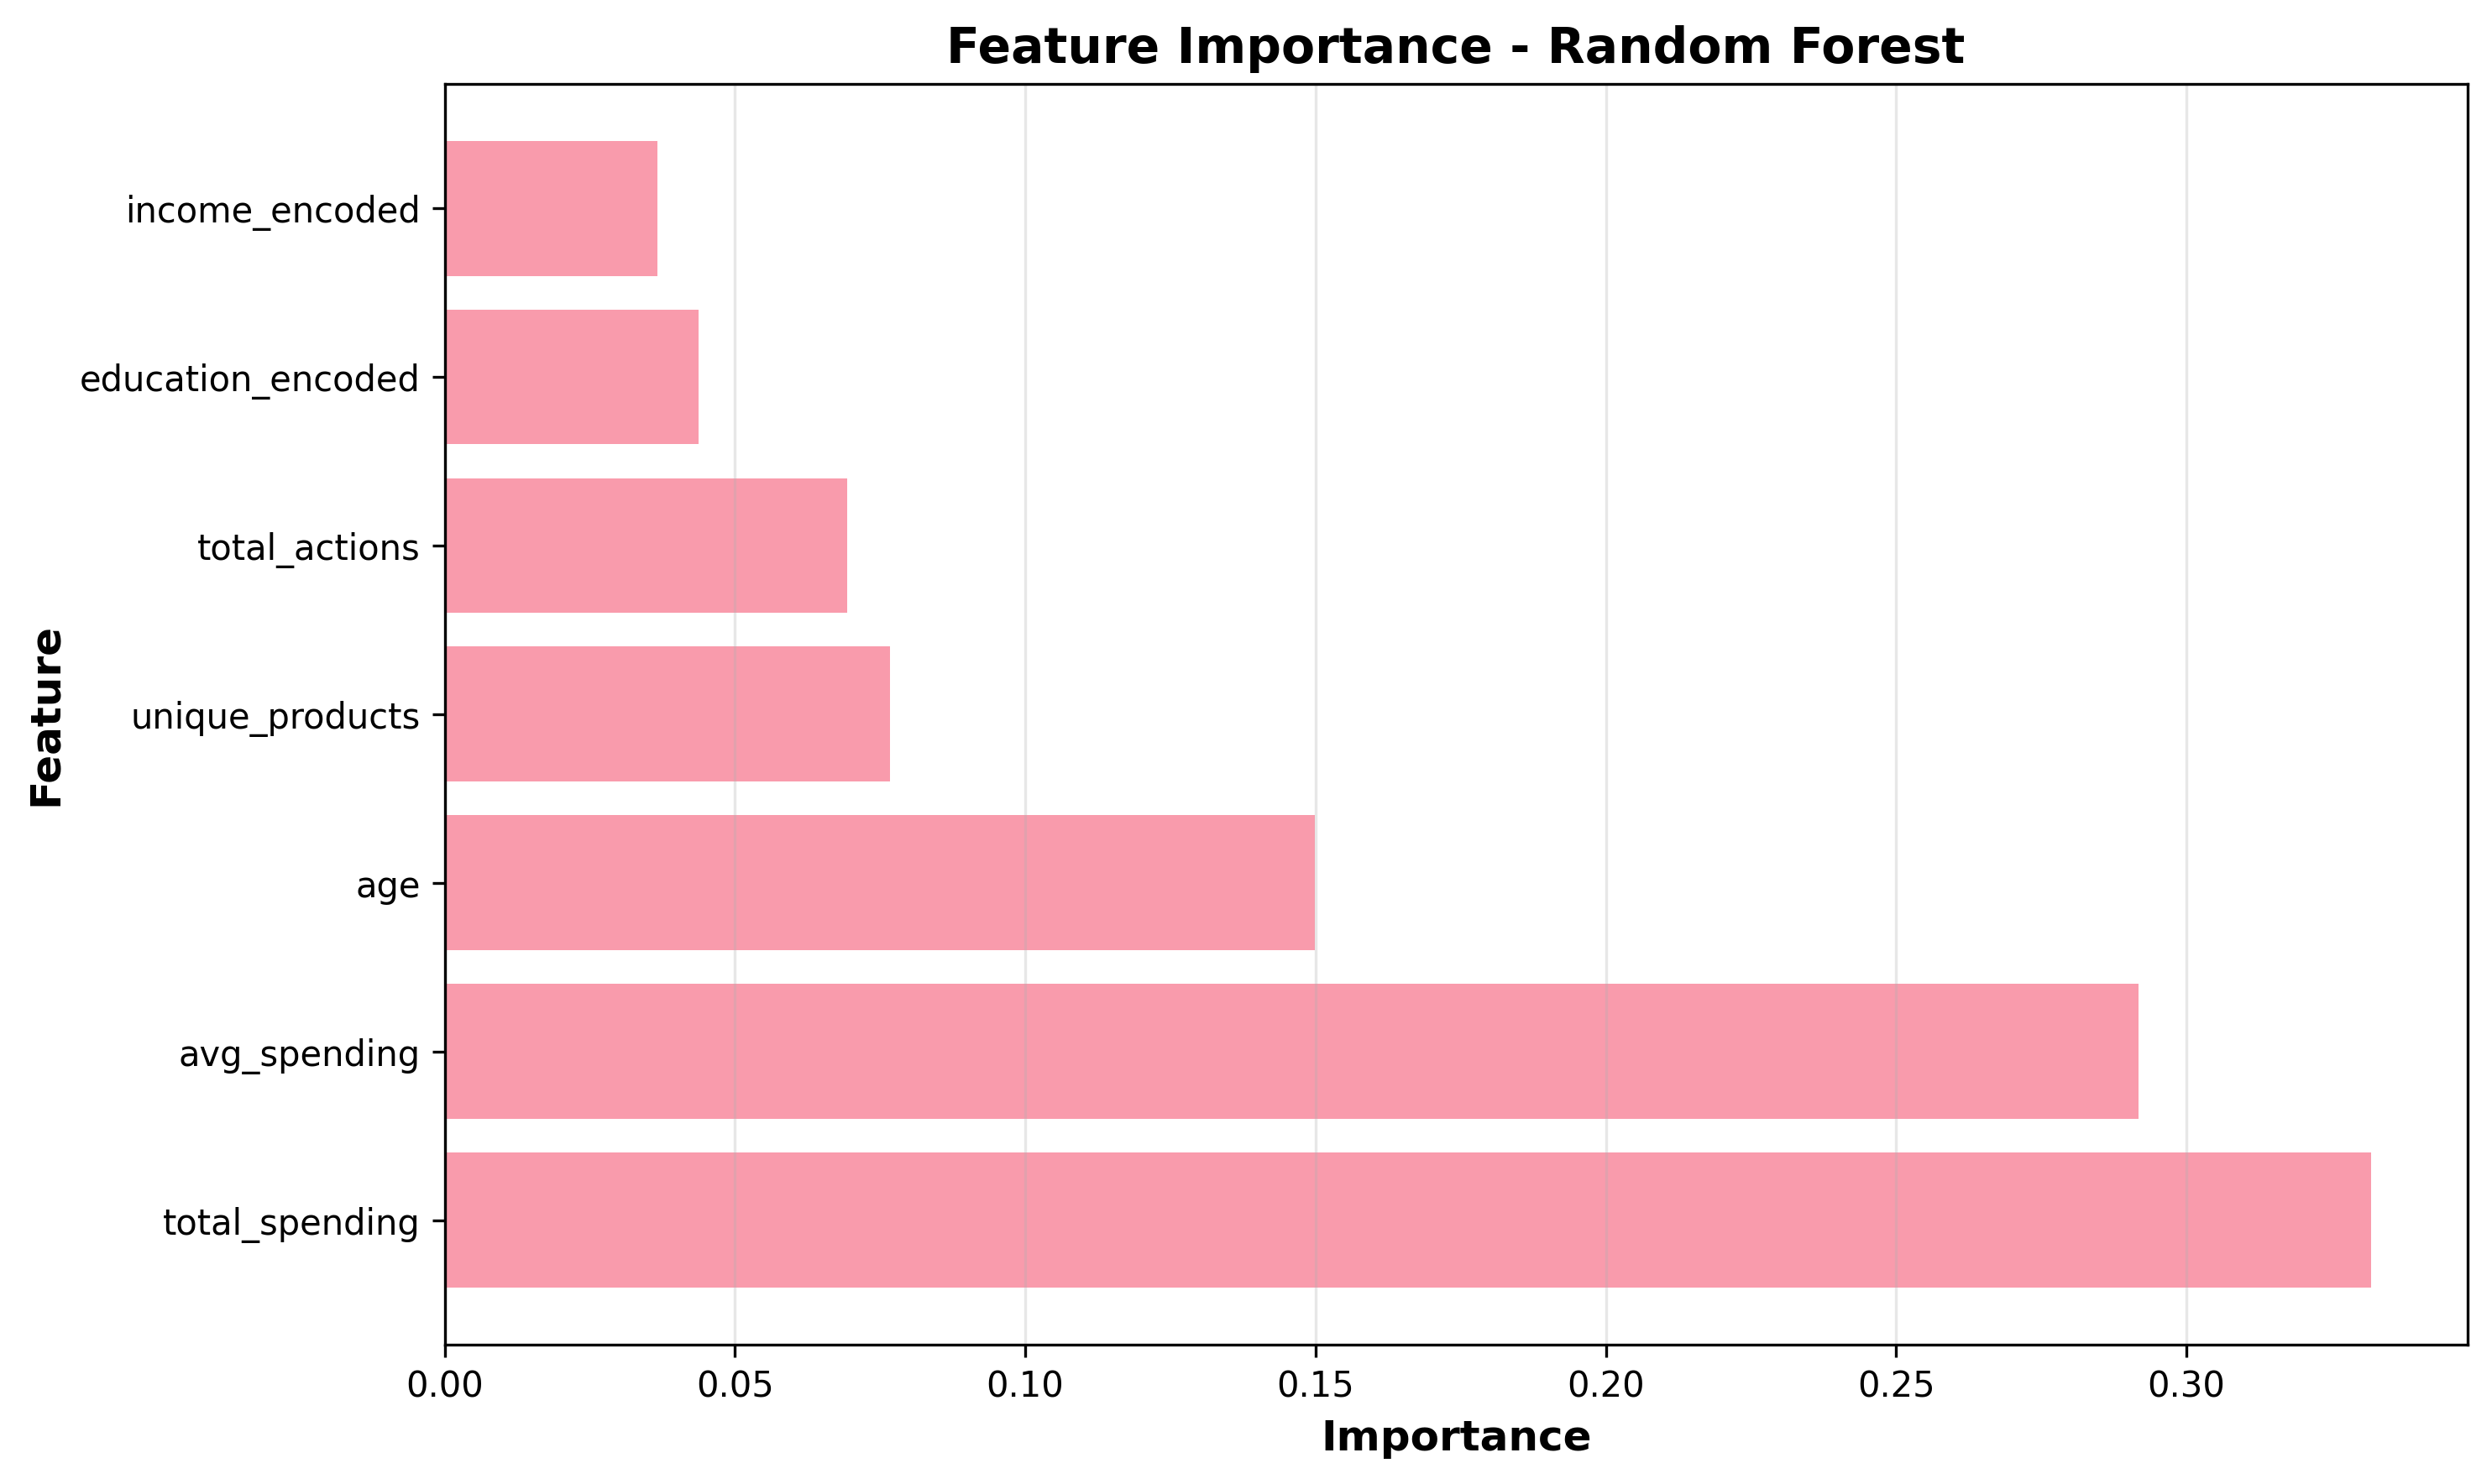 Feature Importance - Random Forest
income_encoded
education_encoded
total_actions
unique_products
age
avg_spending
total_spending
Feature
0.00 0.05 0.10 0.15 0.20 0.25 0.30
Importance